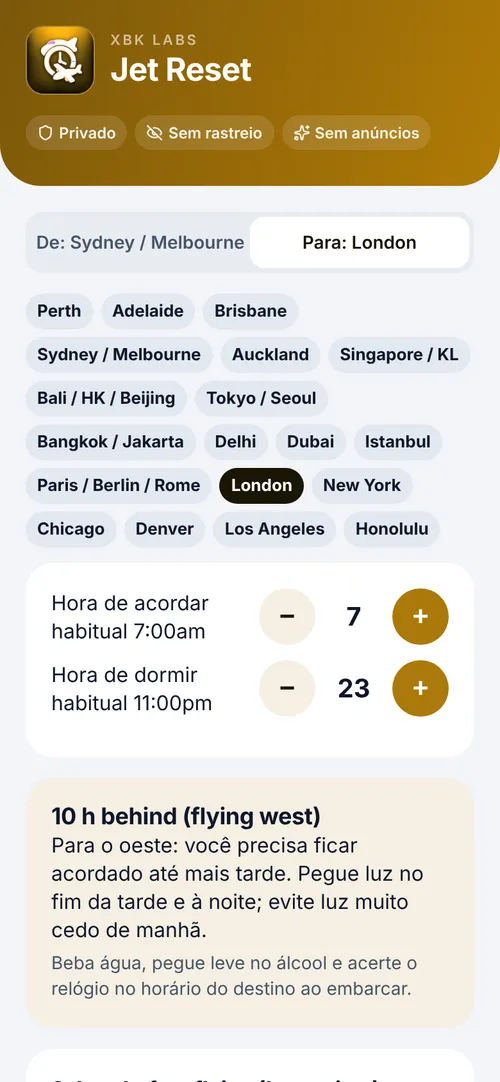 XBK LABS
Jet Reset
Privado
Sem rastreio
Sem anúncios
De: Sydney / Melbourne
Para: London
Perth
Adelaide
Brisbane
Sydney / Melbourne
Auckland
Singapore / KL
Bali / HK / Beijing
Tokyo / Seoul
Bangkok / Jakarta
Delhi
Dubai
Istanbul
Paris / Berlin / Rome
London
New York
Chicago
Denver
Los Angeles
Honolulu
Hora de acordar
habitual 7:00am
− 7 +
Hora de dormir
habitual 11:00pm
− 23 +
10 h behind (flying west)
Para o oeste: você precisa ficar
acordado até mais tarde. Pegue luz no
fim da tarde e à noite; evite luz muito
cedo de manhã.
Beba água, pegue leve no álcool e acerte o
relógio no horário do destino ao embarcar.